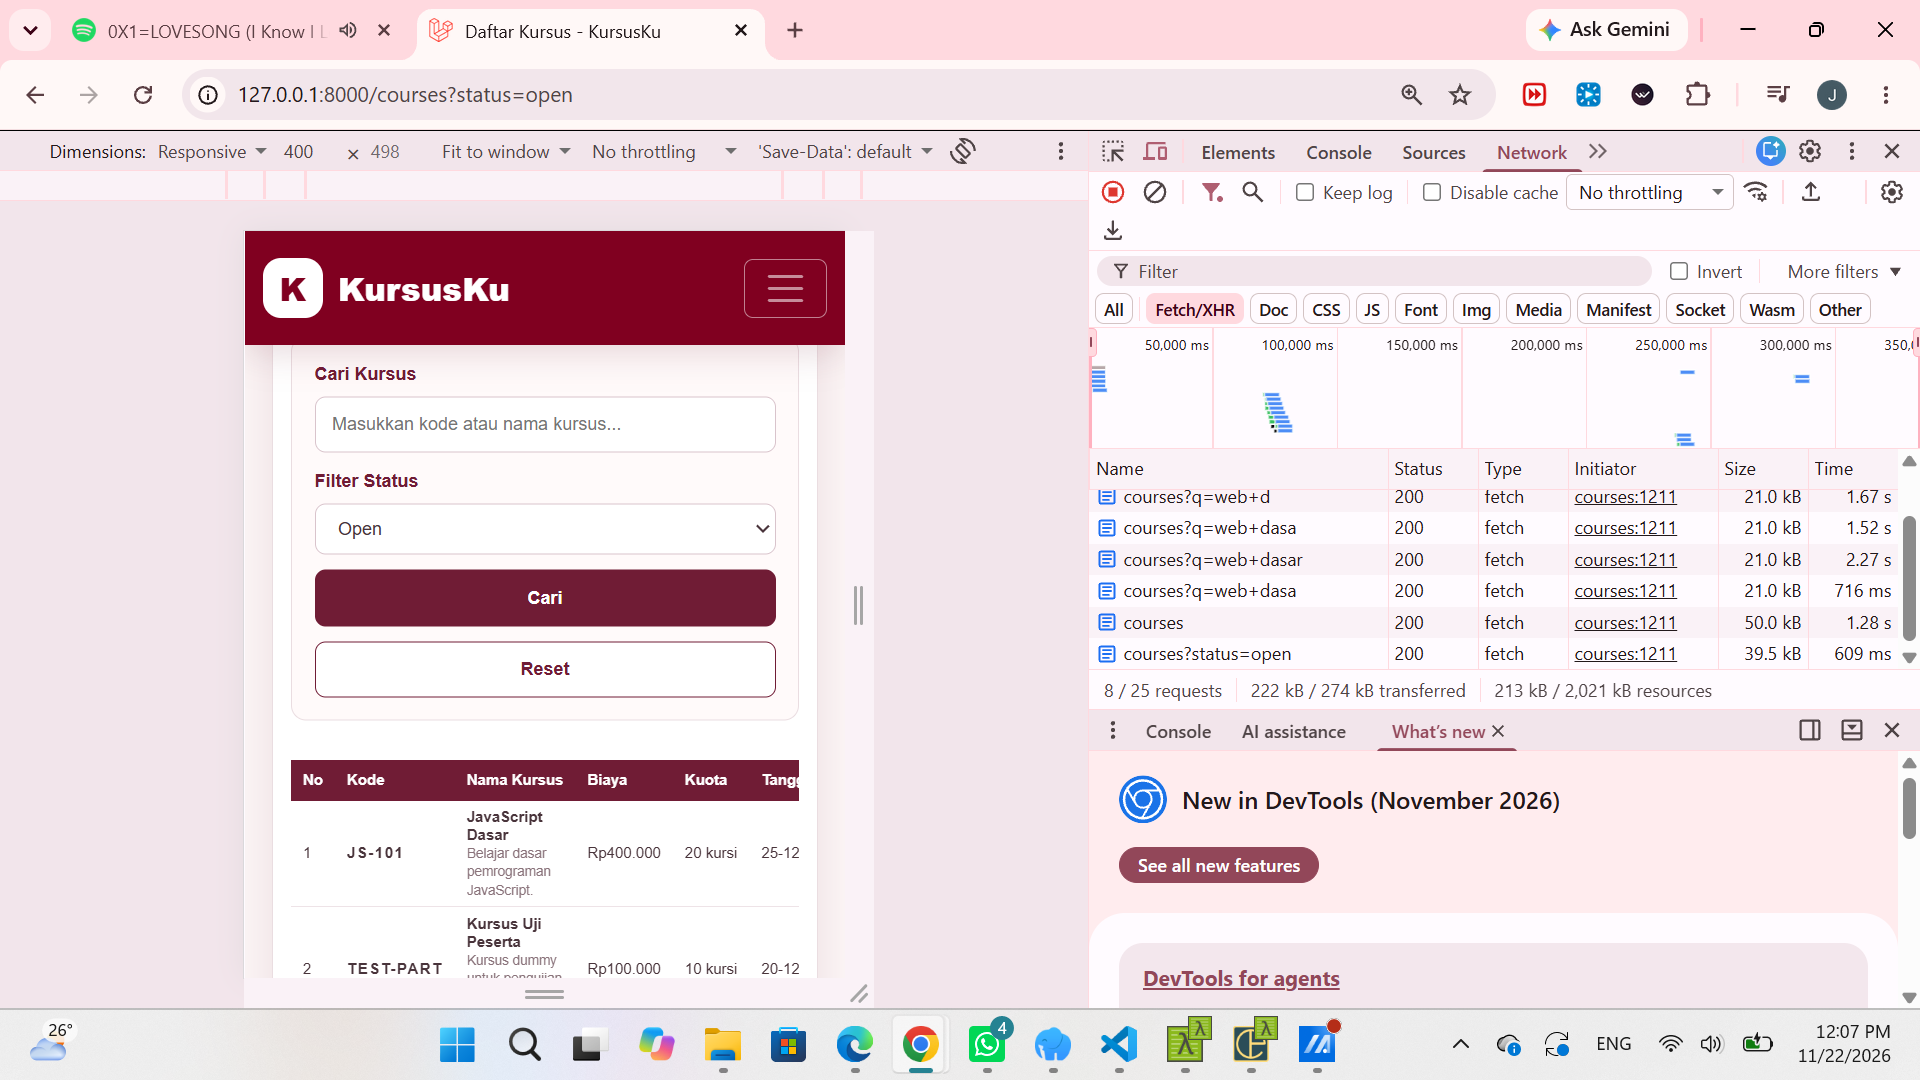 0X1=LOVESONG (I Know I L
Daftar Kursus - KursusKu
Ask Gemini
127.0.0.1:8000/courses?status=open
J
Dimensions: Responsive 400 × 498 Fit to window No throttling 'Save-Data': default
Elements Console Sources Network
Keep log Disable cache No throttling
Filter Invert More filters
All Fetch/XHR Doc CSS JS Font Img Media Manifest Socket Wasm Other
50,000 ms 100,000 ms 150,000 ms 200,000 ms 250,000 ms 300,000 ms 350,
Name Status Type Initiator Size Time
courses?q=web+d 200 fetch courses:1211 21.0 kB 1.67 s
courses?q=web+dasa 200 fetch courses:1211 21.0 kB 1.52 s
courses?q=web+dasar 200 fetch courses:1211 21.0 kB 2.27 s
courses?q=web+dasa 200 fetch courses:1211 21.0 kB 716 ms
courses 200 fetch courses:1211 50.0 kB 1.28 s
courses?status=open 200 fetch courses:1211 39.5 kB 609 ms
8 / 25 requests 222 kB / 274 kB transferred 213 kB / 2,021 kB resources
Console AI assistance What's new
New in DevTools (November 2026)
See all new features
DevTools for agents
K KursusKu
Cari Kursus
Masukkan kode atau nama kursus...
Filter Status
Open
Cari
Reset
No Kode Nama Kursus Biaya Kuota Tangg
1 JS-101 JavaScript Dasar Rp400.000 20 kursi 25-12
Belajar dasar
pemrograman
JavaScript.
2 TEST-PART Kursus Uji Peserta Rp100.000 10 kursi 20-12
Kursus dummy
untuk pengujian
26°
4
ENG
12:07 PM
11/22/2026